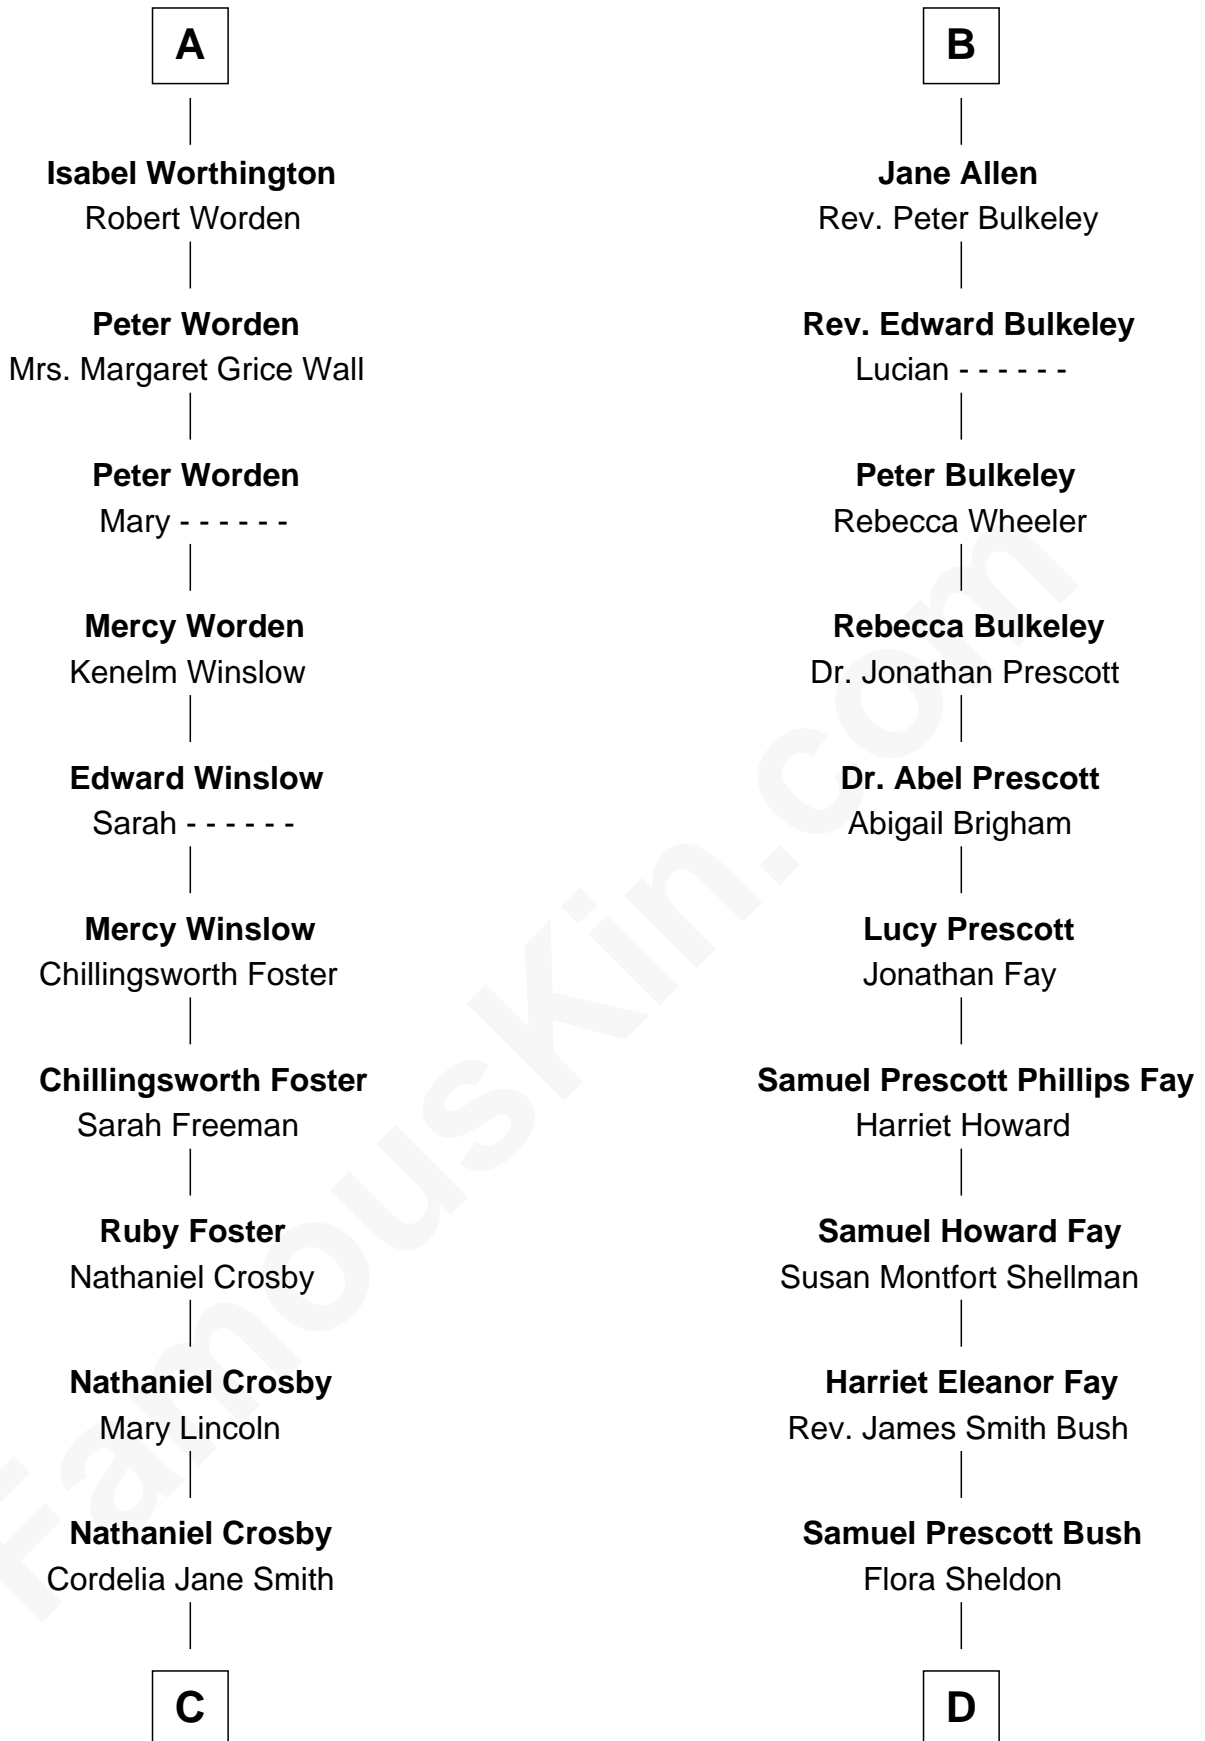 A
Isabel Worthington
Robert Worden
Peter Worden
Mrs. Margaret Grice Wall
Peter Worden
Mary - - - - - -
Mercy Worden
Kenelm Winslow
Edward Winslow
Sarah - - - - - -
Mercy Winslow
Chillingsworth Foster
Chillingsworth Foster
Sarah Freeman
Ruby Foster
Nathaniel Crosby
Nathaniel Crosby
Mary Lincoln
Nathaniel Crosby
Cordelia Jane Smith
C
B
Jane Allen
Rev. Peter Bulkeley
Rev. Edward Bulkeley
Lucian - - - - - -
Peter Bulkeley
Rebecca Wheeler
Rebecca Bulkeley
Dr. Jonathan Prescott
Dr. Abel Prescott
Abigail Brigham
Lucy Prescott
Jonathan Fay
Samuel Prescott Phillips Fay
Harriet Howard
Samuel Howard Fay
Susan Montfort Shellman
Harriet Eleanor Fay
Rev. James Smith Bush
Samuel Prescott Bush
Flora Sheldon
D
FamousKin.com